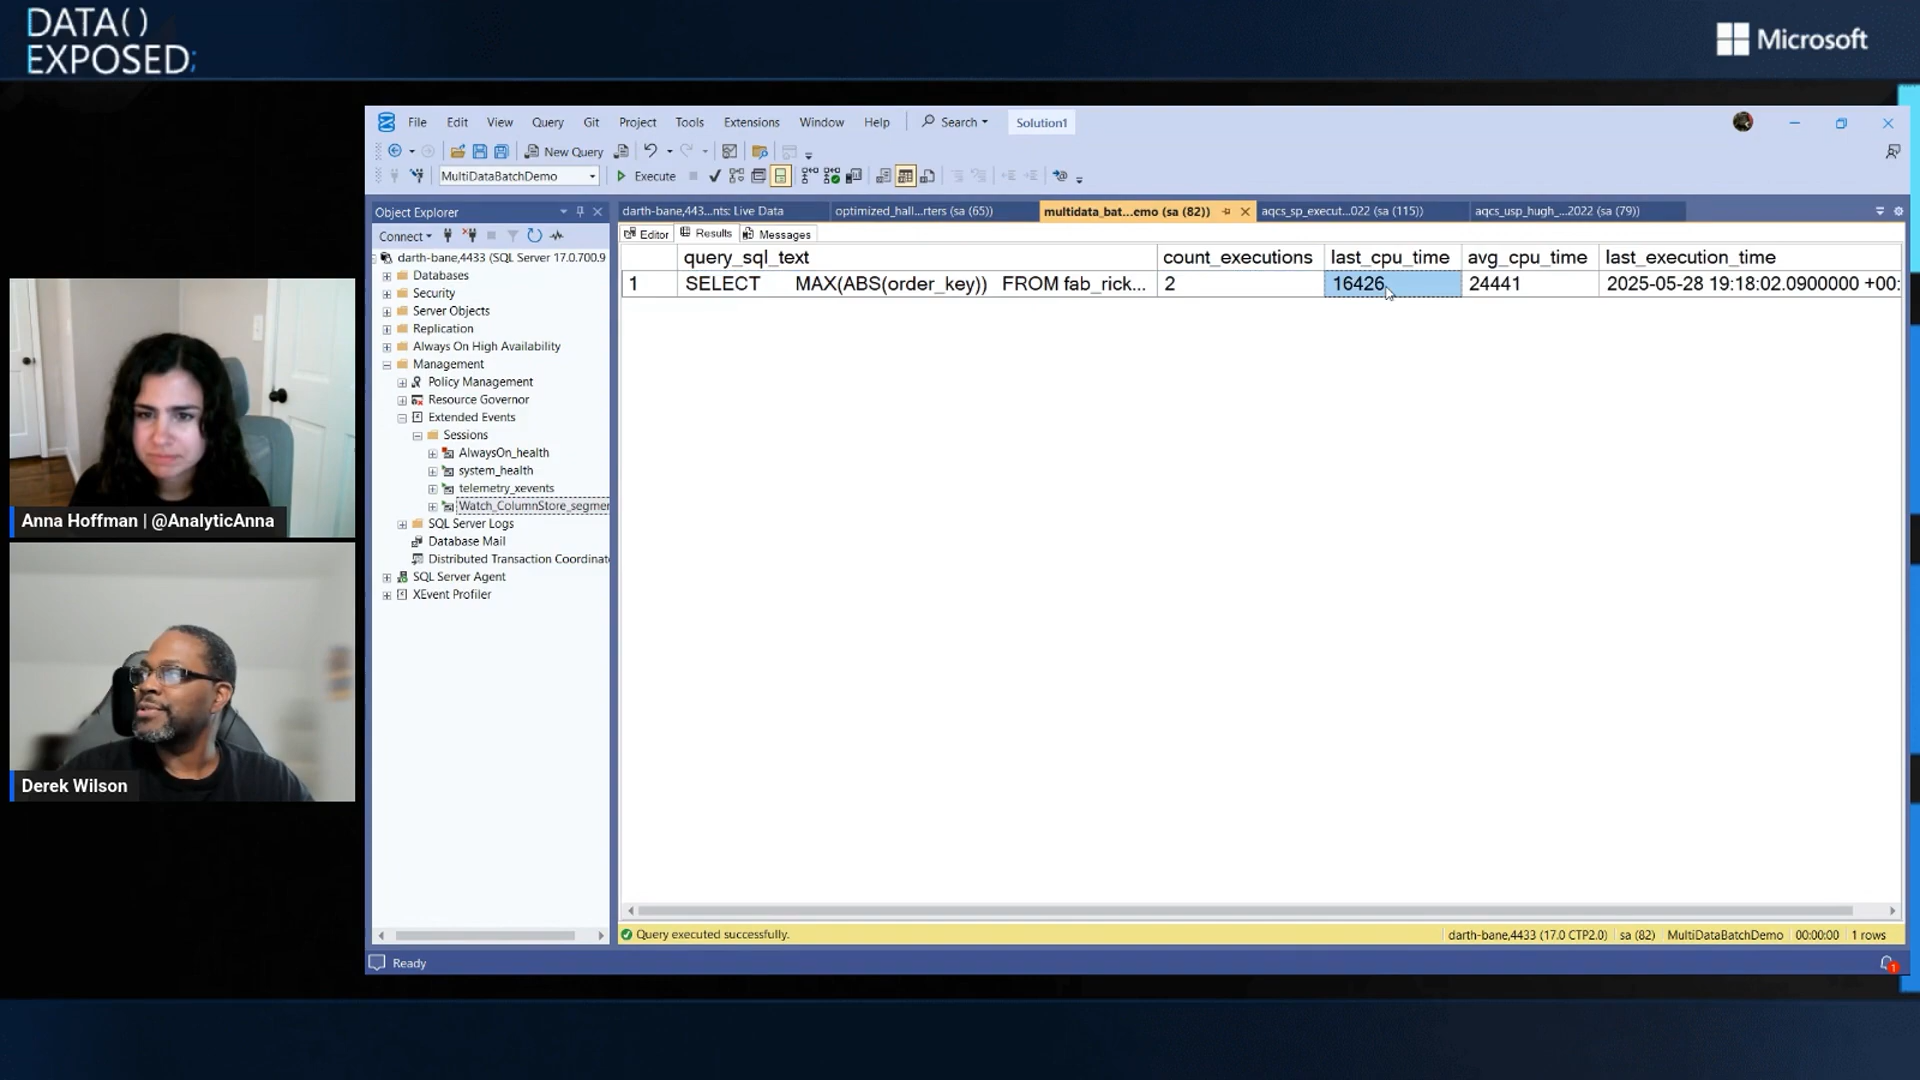 DATA()
EXPOSED;
Microsoft
File Edit View Query Git Project Tools Extensions Window Help Search Solution1
New Query
MultiDataBatchDemo Execute
Object Explorer
Connect
darth-bane,4433 (SQL Server 17.0.700.9
Databases
Security
Server Objects
Replication
Always On High Availability
Management
Policy Management
Resource Governor
Extended Events
Sessions
AlwaysOn_health
system_health
telemetry_xevents
Watch_ColumnStore_segmer
SQL Server Logs
Database Mail
Distributed Transaction Coordinat
SQL Server Agent
XEvent Profiler
darth-bane,443...nts: Live Data optimized_hall...rters (sa (65)) multidata_bat...emo (sa (82)) aqcs_sp_execut...022 (sa (115)) aqcs_usp_hugh_...2022 (sa (79))
Editor Results Messages
query_sql_text count_executions last_cpu_time avg_cpu_time last_execution_time
1 SELECT MAX(ABS(order_key)) FROM fab_rick... 2 16426 24441 2025-05-28 19:18:02.0900000 +00:
Query executed successfully. darth-bane,4433 (17.0 CTP2.0) sa (82) MultiDataBatchDemo 00:00:00 1 rows
Ready
1
Anna Hoffman | @AnalyticAnna
Derek Wilson